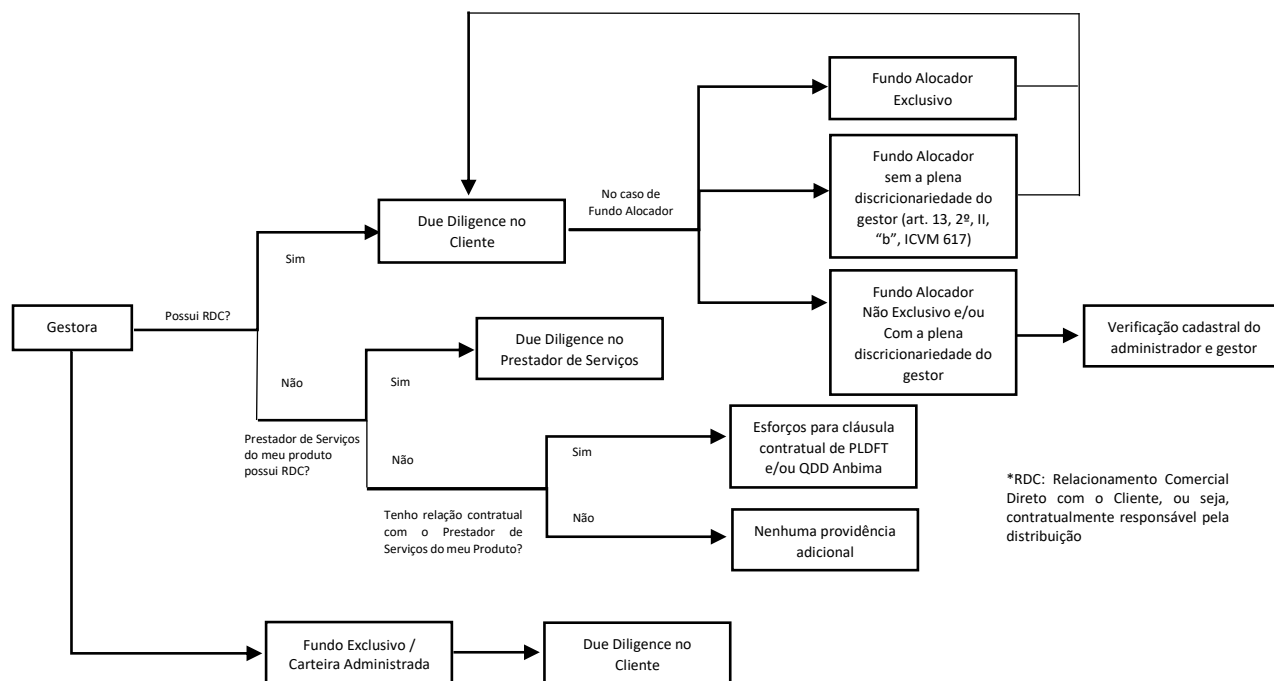 Fundo Alocador
Exclusivo
Fundo Alocador
sem a plena
discricionariedade do
gestor (art. 13, 2º, II,
“b”, ICVM 617)
No caso de
Fundo Alocador
Due Diligence no
Cliente
Sim
Fundo Alocador
Não Exclusivo e/ou
Com a plena
discricionariedade do
gestor
Verificação cadastral do
administrador e gestor
Gestora
Possui RDC?
Due Diligence no
Prestador de Serviços
Não
Sim
Prestador de Serviços
do meu produto
possui RDC?
Não
Esforços para cláusula
contratual de PLDFT
e/ou QDD Anbima
Sim
Tenho relação contratual
com o Prestador de
Serviços do meu Produto?
Não
Nenhuma providência
adicional
*RDC: Relacionamento Comercial
Direto com o Cliente, ou seja,
contratualmente responsável pela
distribuição
Fundo Exclusivo /
Carteira Administrada
Due Diligence no
Cliente